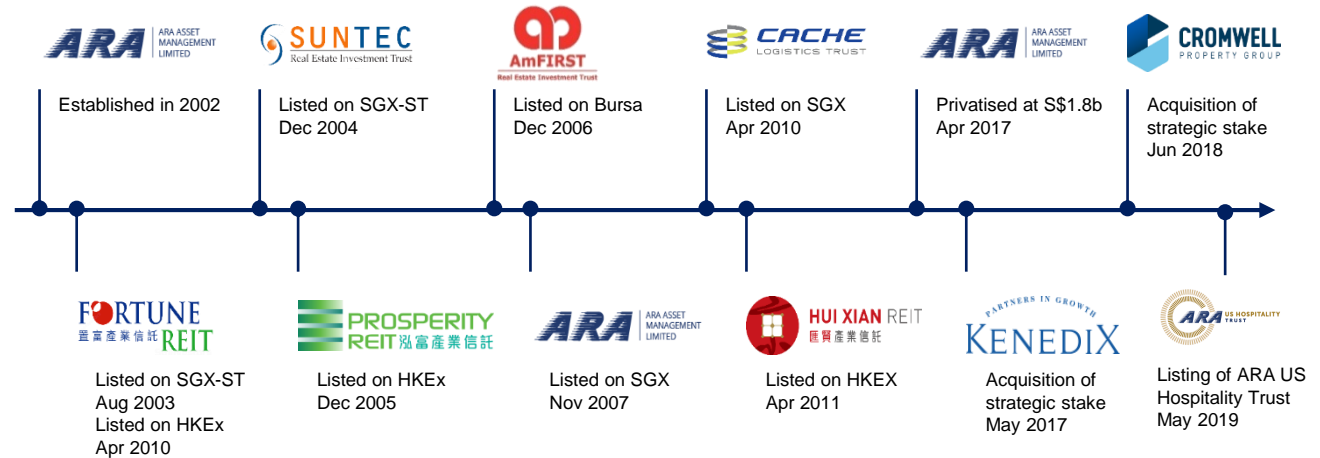 ARA ARA ASSET
MANAGEMENT
LIMITED
Established in 2002
SUNTEC
Real Estate Investment Trust
Listed on SGX-ST
Dec 2004
AmFIRST
Real Estate Investment Trust
Listed on Bursa
Dec 2006
CACHE
LOGISTICS TRUST
Listed on SGX
Apr 2010
ARA ARA ASSET
MANAGEMENT
LIMITED
Privatised at S$1.8b
Apr 2017
CROMWELL
PROPERTY GROUP
Acquisition of
strategic stake
Jun 2018
FORTUNE
置富產業信託 REIT
Listed on SGX-ST
Aug 2003
Listed on HKEx
Apr 2010
PROSPERITY
REIT 泓富產業信託
Listed on HKEx
Dec 2005
ARA ARA ASSET
MANAGEMENT
LIMITED
Listed on SGX
Nov 2007
HUI XIAN REIT
匯賢產業信託
Listed on HKEX
Apr 2011
PARTNERS IN GROWTH
KENEDIX
Acquisition of
strategic stake
May 2017
ARA US HOSPITALITY
TRUST
Listing of ARA US
Hospitality Trust
May 2019